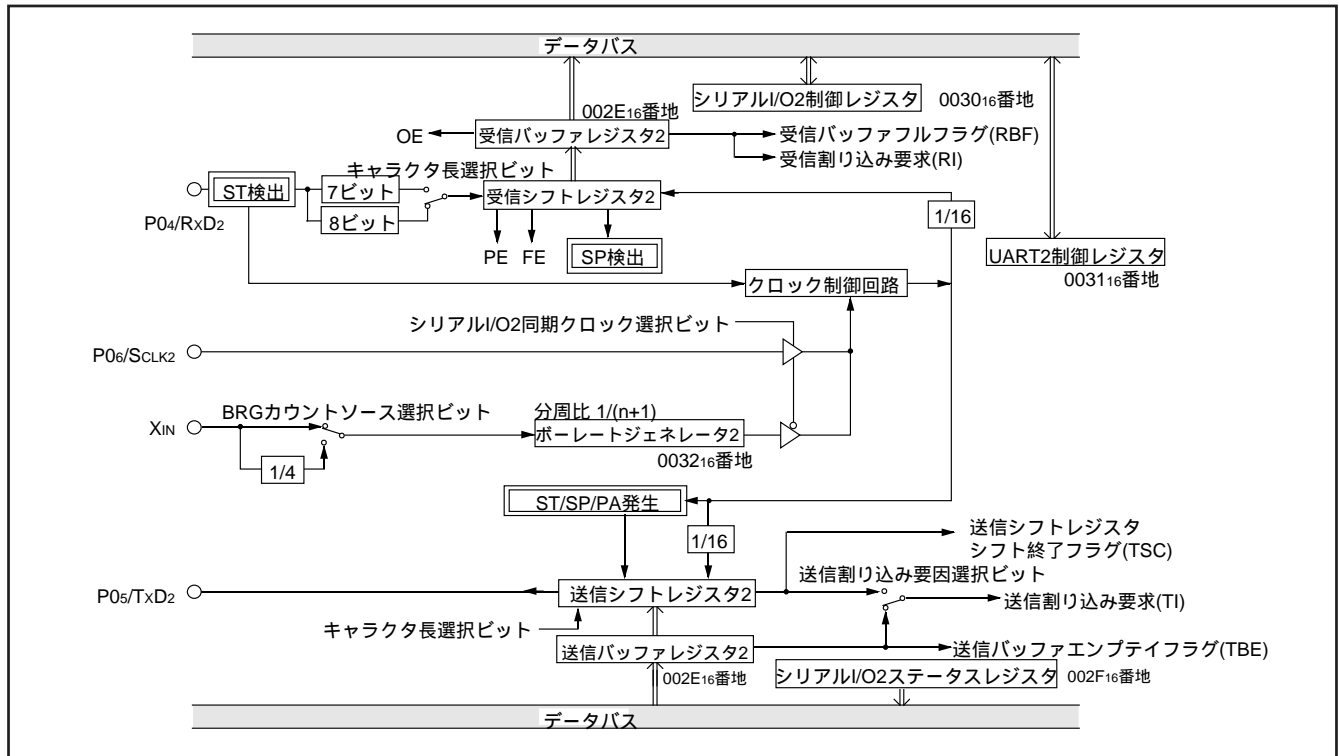 データバス
シリアルI/O2制御レジスタ 003016番地
002E16番地
OE 受信バッファレジスタ2 受信バッファフルフラグ(RBF)
受信割り込み要求(RI)
キャラクタ長選択ビット
ST検出 7ビット 受信シフトレジスタ2
8ビット
1/16
P04/RXD2
PE FE SP検出
UART2制御レジスタ
003116番地
クロック制御回路
シリアルI/O2同期クロック選択ビット
P06/SCLK2
BRGカウントソース選択ビット 分周比 1/(n+1)
XIN ボーレートジェネレータ2
003216番地
1/4
ST/SP/PA発生
1/16
送信シフトレジスタ
シフト終了フラグ(TSC)
送信割り込み要因選択ビット
P05/TXD2 送信シフトレジスタ2 送信割り込み要求(TI)
キャラクタ長選択ビット
送信バッファレジスタ2 送信バッファエンプテイフラグ(TBE)
002E16番地 シリアルI/O2ステータスレジスタ 002F16番地
データバス